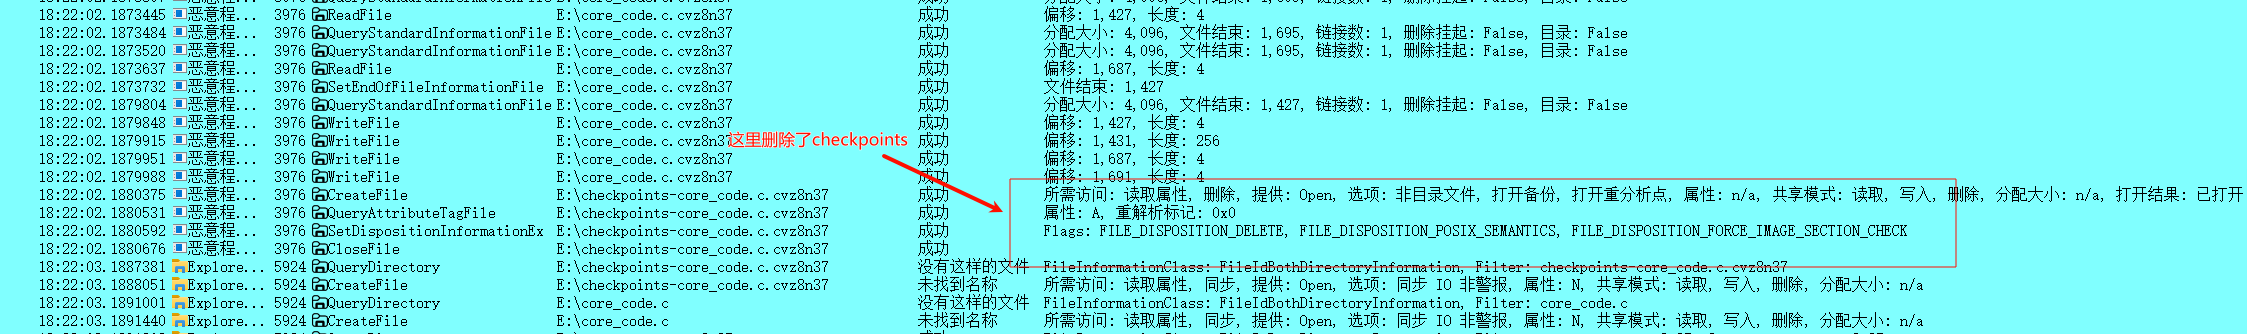 18:22:02.1873445 恶意程... 3976 ReadFile E:\core_code.c.cvz8n37 成功 偏移: 1,427, 长度: 4
18:22:02.1873484 恶意程... 3976 QueryStandardInformationFile E:\core_code.c.cvz8n37 成功 分配大小: 4,096, 文件结束: 1,695, 链接数: 1, 删除挂起: False, 目录: False
18:22:02.1873520 恶意程... 3976 QueryStandardInformationFile E:\core_code.c.cvz8n37 成功 分配大小: 4,096, 文件结束: 1,695, 链接数: 1, 删除挂起: False, 目录: False
18:22:02.1873637 恶意程... 3976 ReadFile E:\core_code.c.cvz8n37 成功 偏移: 1,687, 长度: 4
18:22:02.1873732 恶意程... 3976 SetEndOfFileInformationFile E:\core_code.c.cvz8n37 成功 文件结束: 1,427
18:22:02.1879804 恶意程... 3976 QueryStandardInformationFile E:\core_code.c.cvz8n37 成功 分配大小: 4,096, 文件结束: 1,427, 链接数: 1, 删除挂起: False, 目录: False
18:22:02.1879848 恶意程... 3976 WriteFile E:\core_code.c.cvz8n37 成功 偏移: 1,427, 长度: 4
这里删除了checkpoints
18:22:02.1879915 恶意程... 3976 WriteFile E:\core_code.c.cvz8n37 成功 偏移: 1,431, 长度: 256
18:22:02.1879951 恶意程... 3976 WriteFile E:\core_code.c.cvz8n37 成功 偏移: 1,687, 长度: 4
18:22:02.1879988 恶意程... 3976 WriteFile E:\core_code.c.cvz8n37 成功 偏移: 1,691, 长度: 4
18:22:02.1880375 恶意程... 3976 CreateFile E:\checkpoints-core_code.c.cvz8n37 成功 所需访问: 读取属性, 删除, 提供: Open, 选项: 非目录文件, 打开备份, 打开重分析点, 属性: n/a, 共享模式: 读取, 写入, 删除, 分配大小: n/a, 打开结果: 已打开
18:22:02.1880531 恶意程... 3976 QueryAttributeTagFile E:\checkpoints-core_code.c.cvz8n37 成功 属性: A, 重解析标记: 0x0
18:22:02.1880592 恶意程... 3976 SetDispositionInformationEx E:\checkpoints-core_code.c.cvz8n37 成功 Flags: FILE_DISPOSITION_DELETE, FILE_DISPOSITION_POSIX_SEMANTICS, FILE_DISPOSITION_FORCE_IMAGE_SECTION_CHECK
18:22:02.1880676 恶意程... 3976 CloseFile E:\checkpoints-core_code.c.cvz8n37 成功
18:22:03.1887381 Explore... 5924 QueryDirectory E:\checkpoints-core_code.c.cvz8n37 没有这样的文件 FileInformationClass: FileIdBothDirectoryInformation, Filter: checkpoints-core_code.c.cvz8n37
18:22:03.1888051 Explore... 5924 CreateFile E:\checkpoints-core_code.c.cvz8n37 未找到名称 所需访问: 读取属性, 同步, 提供: Open, 选项: 同步 IO 非警报, 属性: N, 共享模式: 读取, 写入, 删除, 分配大小: n/a
18:22:03.1891001 Explore... 5924 QueryDirectory E:\core_code.c 没有这样的文件 FileInformationClass: FileIdBothDirectoryInformation, Filter: core_code.c
18:22:03.1891440 Explore... 5924 CreateFile E:\core_code.c 未找到名称 所需访问: 读取属性, 同步, 提供: Open, 选项: 同步 IO 非警报, 属性: N, 共享模式: 读取, 写入, 删除, 分配大小: n/a